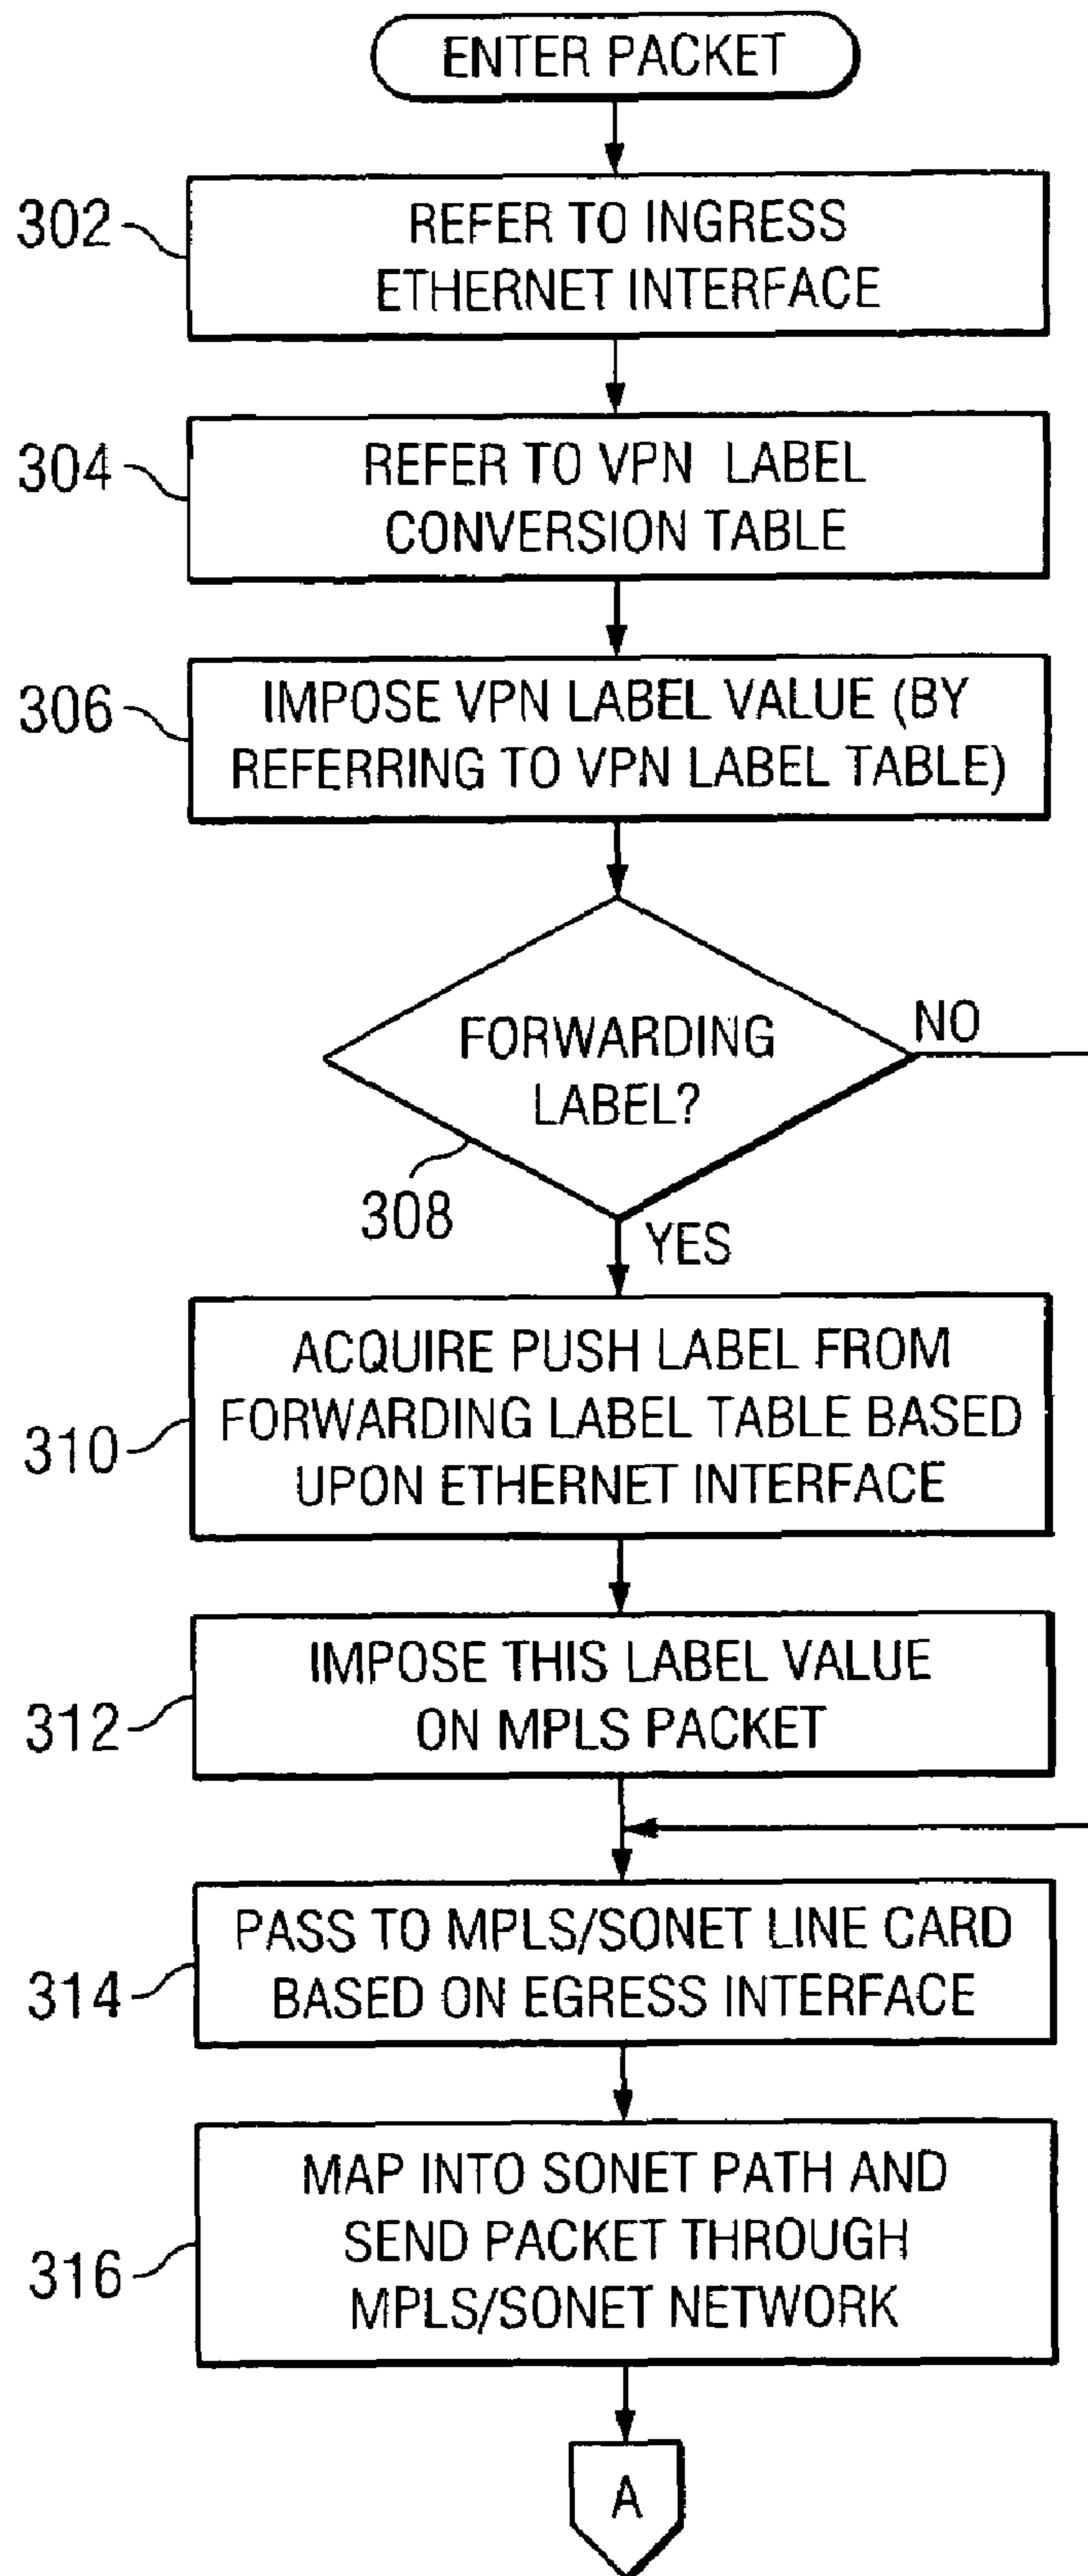 ENTER PACKET
302
REFER TO INGRESS
ETHERNET INTERFACE
304
REFER TO VPN LABEL
CONVERSION TABLE
306
IMPOSE VPN LABEL VALUE (BY
REFERRING TO VPN LABEL TABLE)
FORWARDING
LABEL?
NO
308
YES
310
ACQUIRE PUSH LABEL FROM
FORWARDING LABEL TABLE BASED
UPON ETHERNET INTERFACE
312
IMPOSE THIS LABEL VALUE
ON MPLS PACKET
314
PASS TO MPLS/SONET LINE CARD
BASED ON EGRESS INTERFACE
316
MAP INTO SONET PATH AND
SEND PACKET THROUGH
MPLS/SONET NETWORK
A